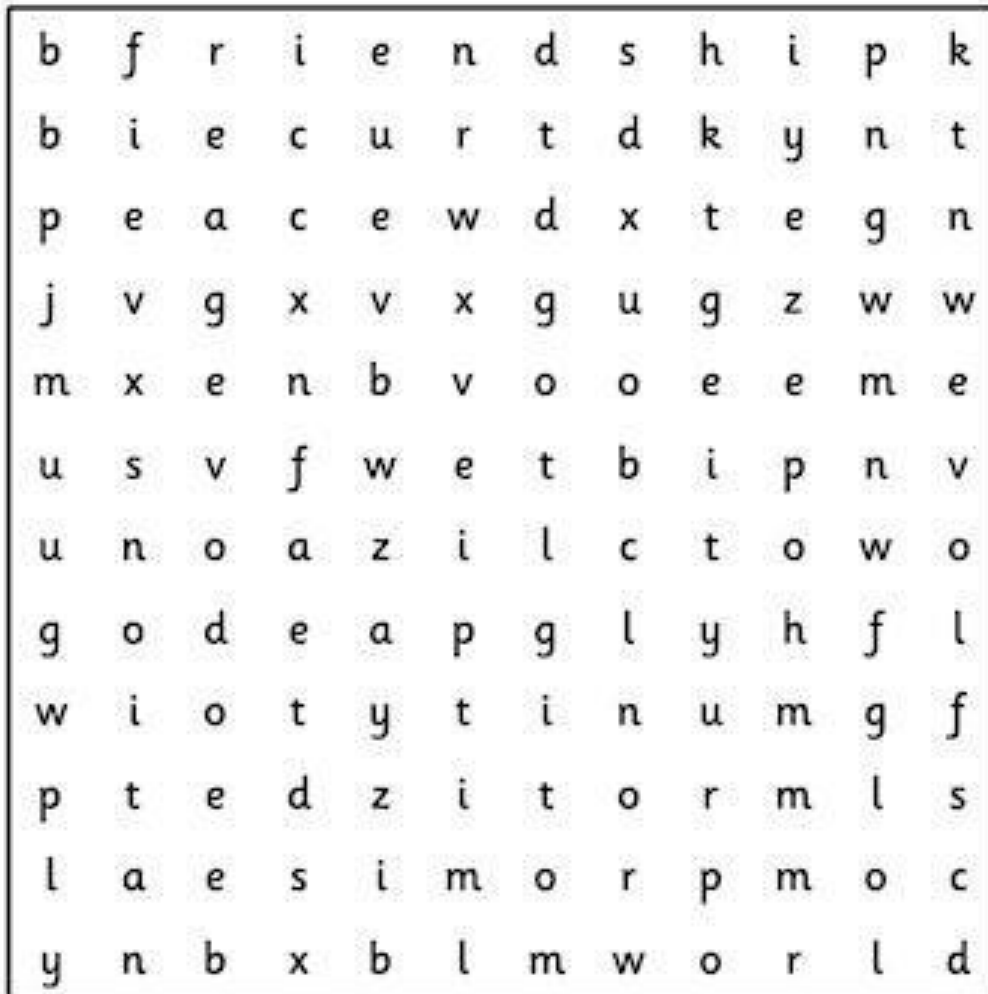 b f r i e n d s h i p k
b i e c u r t d k y n t
p e a c e w d x t e g n
j v g x v x g u g z w w
m x e n b v o o e e m e
u s v f w e t b i p n v
u n o a z i l c t o w o
g o d e a p g l y h f l
w i o t y t i n u m g f
p t e d z i t o r m l s
l a e s i m o r p m o c
y n b x b l m w o r l d